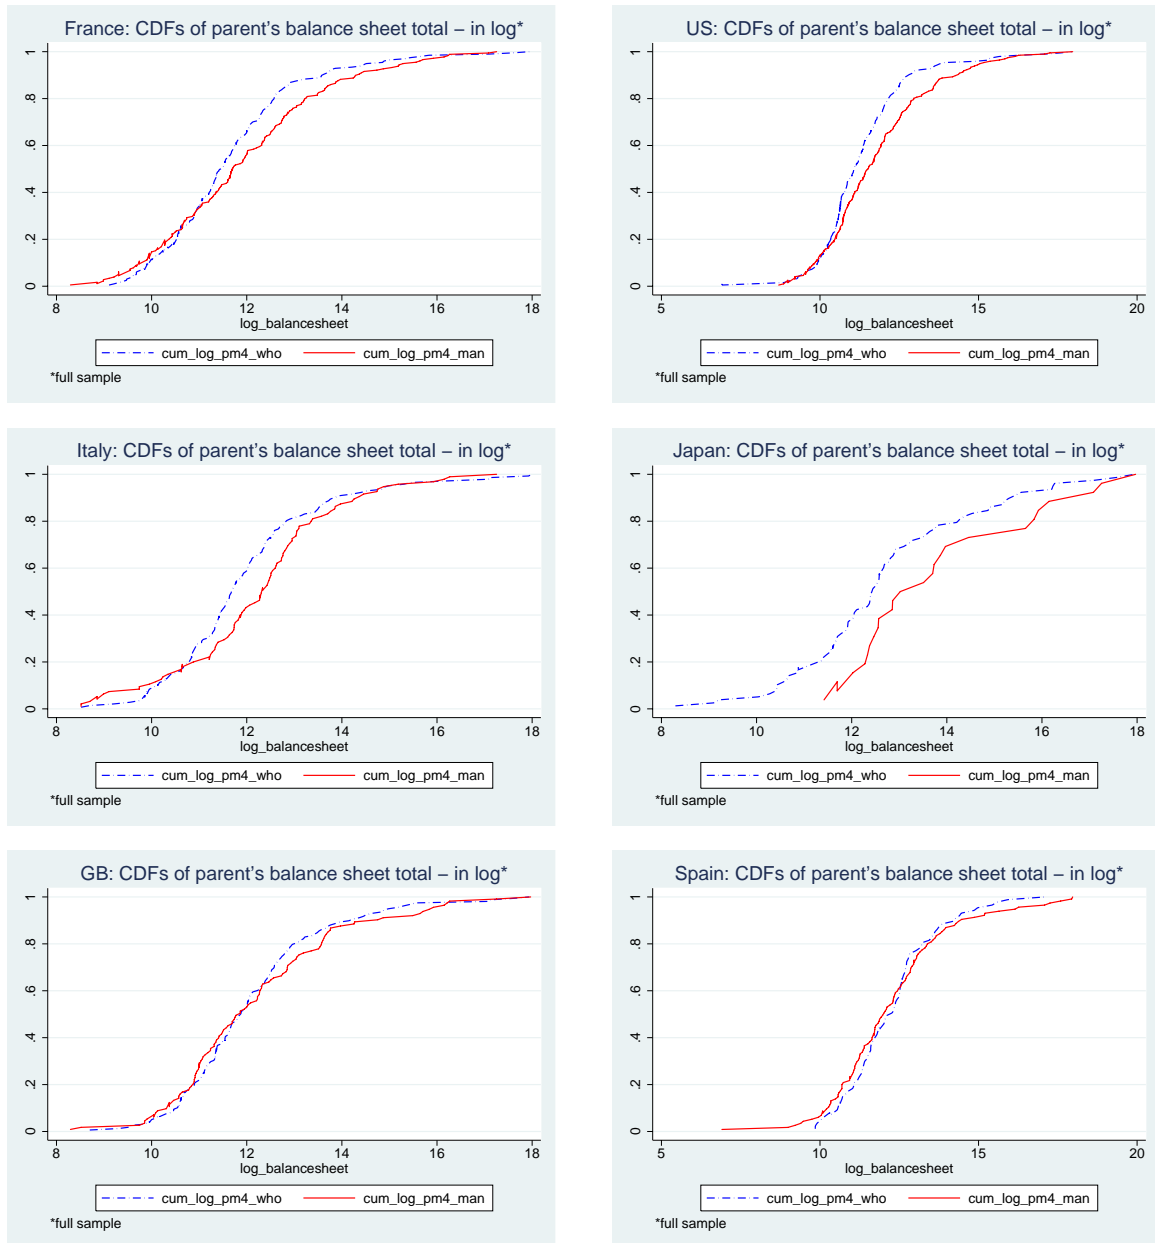 France: CDFs of parent's balance sheet total – in log*
1
.8
.6
.4
.2
0
8 10 12 14 16 18
log_balancesheet
cum_log_pm4_who cum_log_pm4_man
*full sample
US: CDFs of parent's balance sheet total – in log*
1
.8
.6
.4
.2
0
5 10 15 20
log_balancesheet
cum_log_pm4_who cum_log_pm4_man
*full sample
Italy: CDFs of parent's balance sheet total – in log*
1
.8
.6
.4
.2
0
8 10 12 14 16 18
log_balancesheet
cum_log_pm4_who cum_log_pm4_man
*full sample
Japan: CDFs of parent's balance sheet total – in log*
1
.8
.6
.4
.2
0
8 10 12 14 16 18
log_balancesheet
cum_log_pm4_who cum_log_pm4_man
*full sample
GB: CDFs of parent's balance sheet total – in log*
1
.8
.6
.4
.2
0
8 10 12 14 16 18
log_balancesheet
cum_log_pm4_who cum_log_pm4_man
*full sample
Spain: CDFs of parent's balance sheet total – in log*
1
.8
.6
.4
.2
0
5 10 15 20
log_balancesheet
cum_log_pm4_who cum_log_pm4_man
*full sample